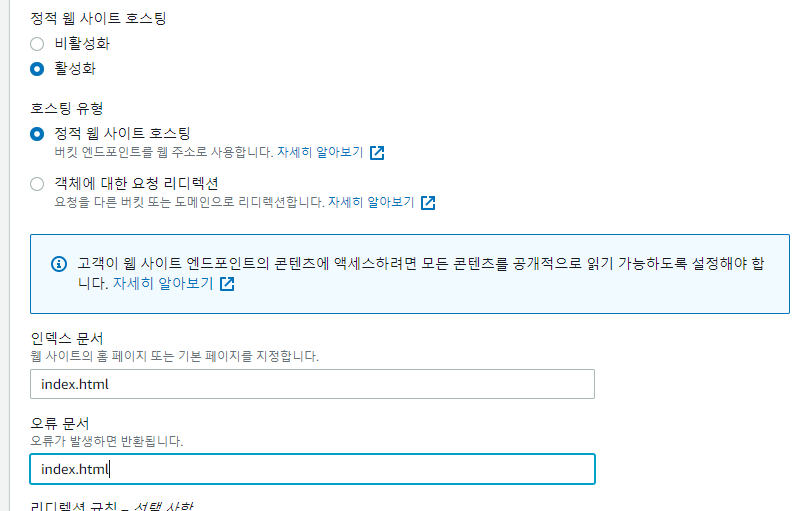 정적 웹 사이트 호스팅
비활성화
활성화
호스팅 유형
정적 웹 사이트 호스팅
버킷 엔드포인트를 웹 주소로 사용합니다. 자세히 알아보기
객체에 대한 요청 리디렉션
요청을 다른 버킷 또는 도메인으로 리디렉션합니다. 자세히 알아보기
고객이 웹 사이트 엔드포인트의 콘텐츠에 액세스하려면 모든 콘텐츠를 공개적으로 읽기 가능하도록 설정해야 합
니다. 자세히 알아보기
인덱스 문서
웹 사이트의 홈 페이지 또는 기본 페이지를 지정합니다.
index.html
오류 문서
오류가 발생하면 반환됩니다.
index.html
리디렉션 규칙 – 선택 사항